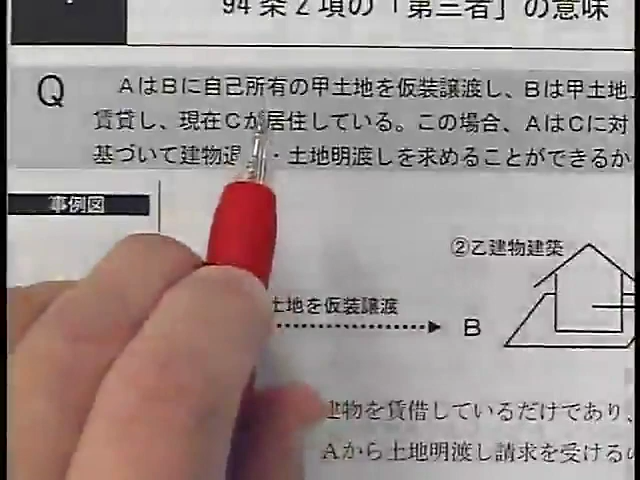 94条2項の「第三者」の意味
Q
AはBに自己所有の甲土地を仮装譲渡し、Bは甲土地
賃貸し、現在Cが居住している。この場合、AはCに対
基づいて建物退・土地明渡しを求めることができるか
事例図
②乙建物建築
土地を仮装譲渡
B
建物を賃借しているだけであり、
Aから土地明渡し請求を受ける